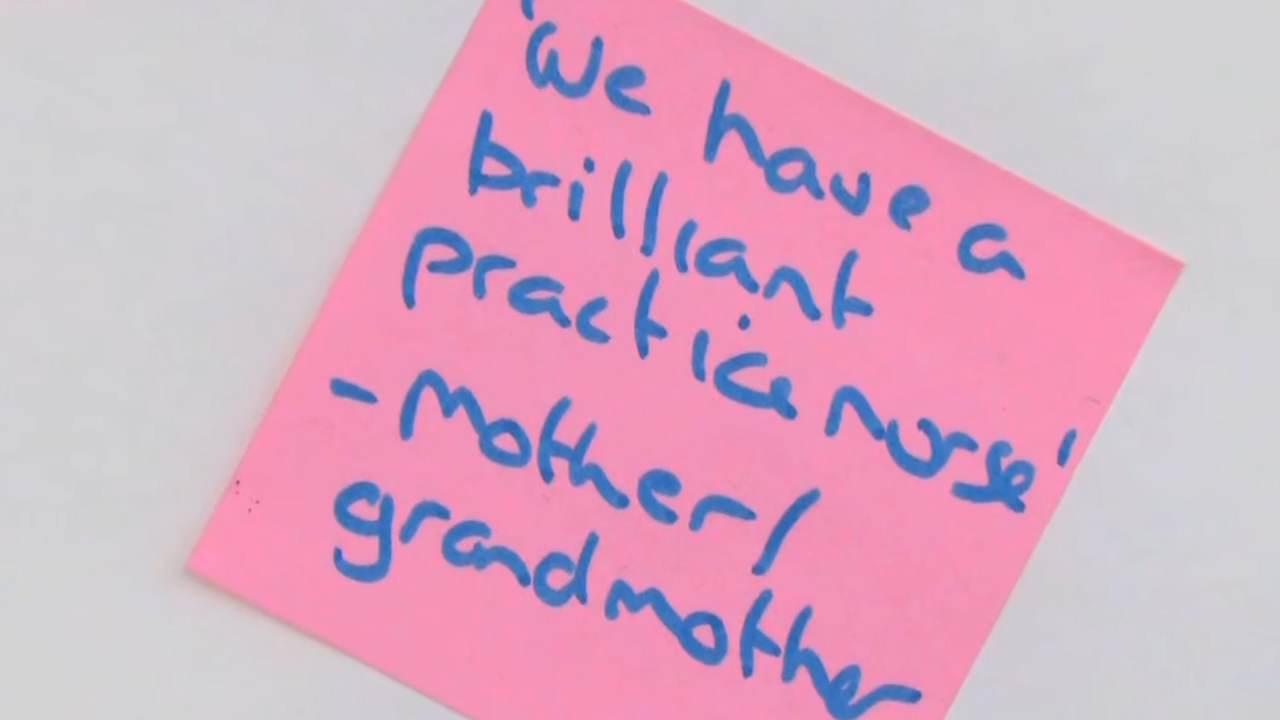 'We have a
brilliant
practice nurse'
- Mother/
grandmother